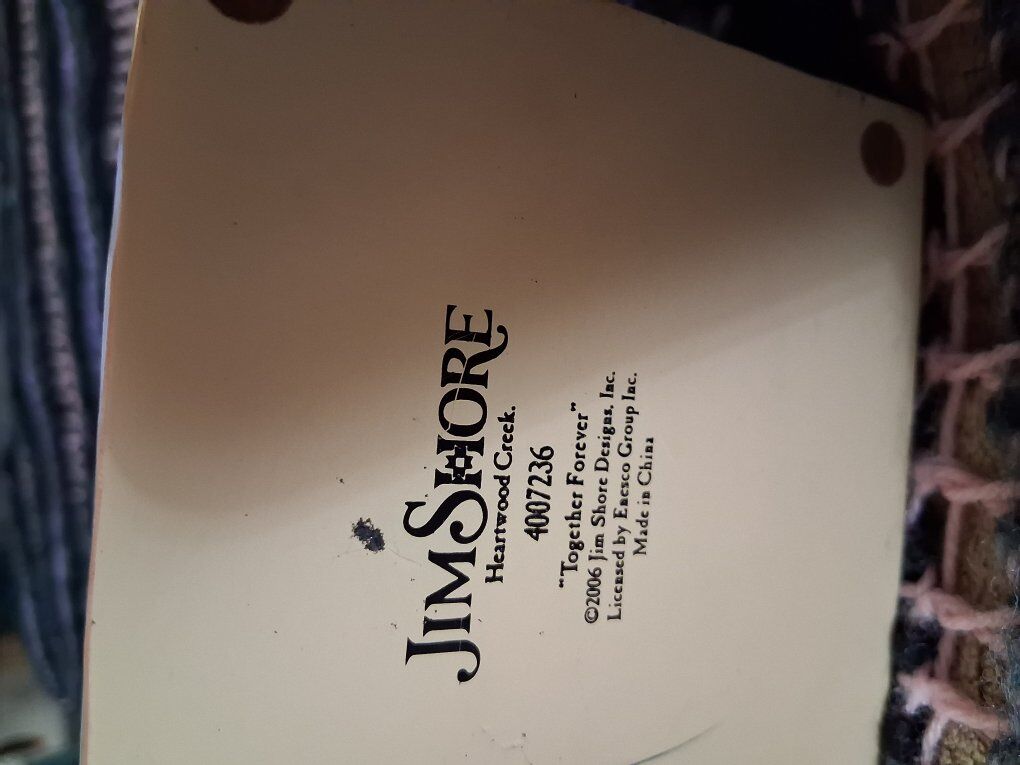 JIM SHORE
Heartwood Creek.
4007236
“Together Forever”
©2006 Jim Shore Designs, Inc.
Licensed by Enesco Group Inc.
Made in China